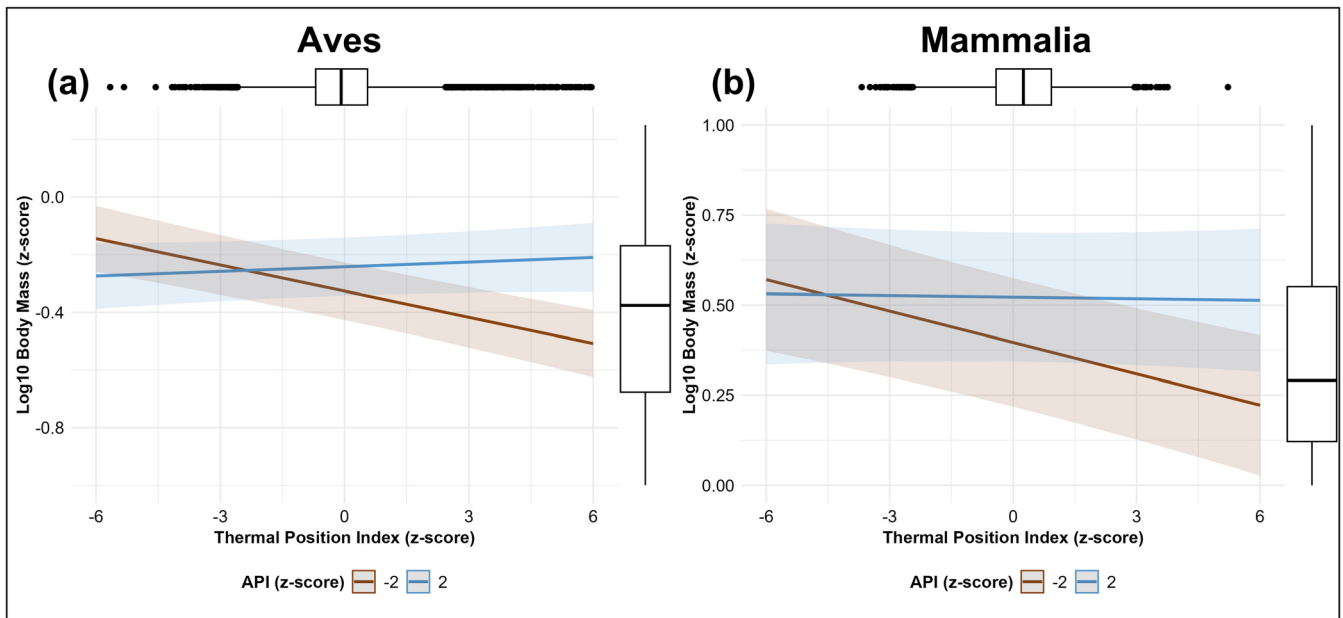 Aves
Mammalia
(a)
(b)
Log10 Body Mass (z-score)
0.0
-0.4
-0.8
-6
-3
0
3
6
Thermal Position Index (z-score)
API (z-score) -2 2
Log10 Body Mass (z-score)
1.00
0.75
0.50
0.25
0.00
-6
-3
0
3
6
Thermal Position Index (z-score)
API (z-score) -2 2